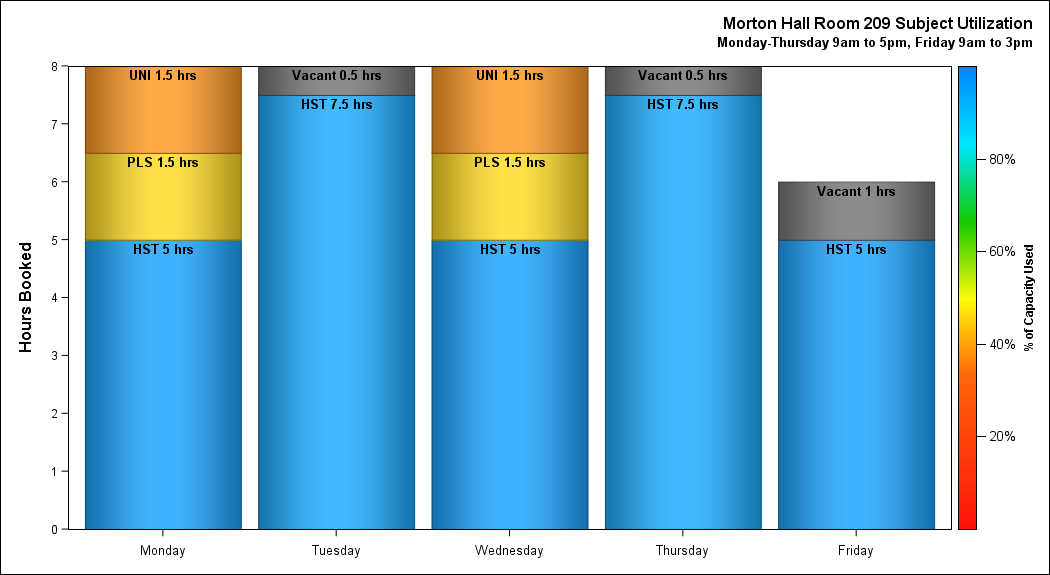 Morton Hall Room 209 Subject Utilization
Monday-Thursday 9am to 5pm, Friday 9am to 3pm
Hours Booked
8
7
6
5
4
3
2
1
0
UNI 1.5 hrs
PLS 1.5 hrs
HST 5 hrs
Vacant 0.5 hrs
HST 7.5 hrs
UNI 1.5 hrs
PLS 1.5 hrs
HST 5 hrs
Vacant 0.5 hrs
HST 7.5 hrs
Vacant 1 hrs
HST 5 hrs
Monday
Tuesday
Wednesday
Thursday
Friday
80%
60%
40%
20%
% of Capacity Used